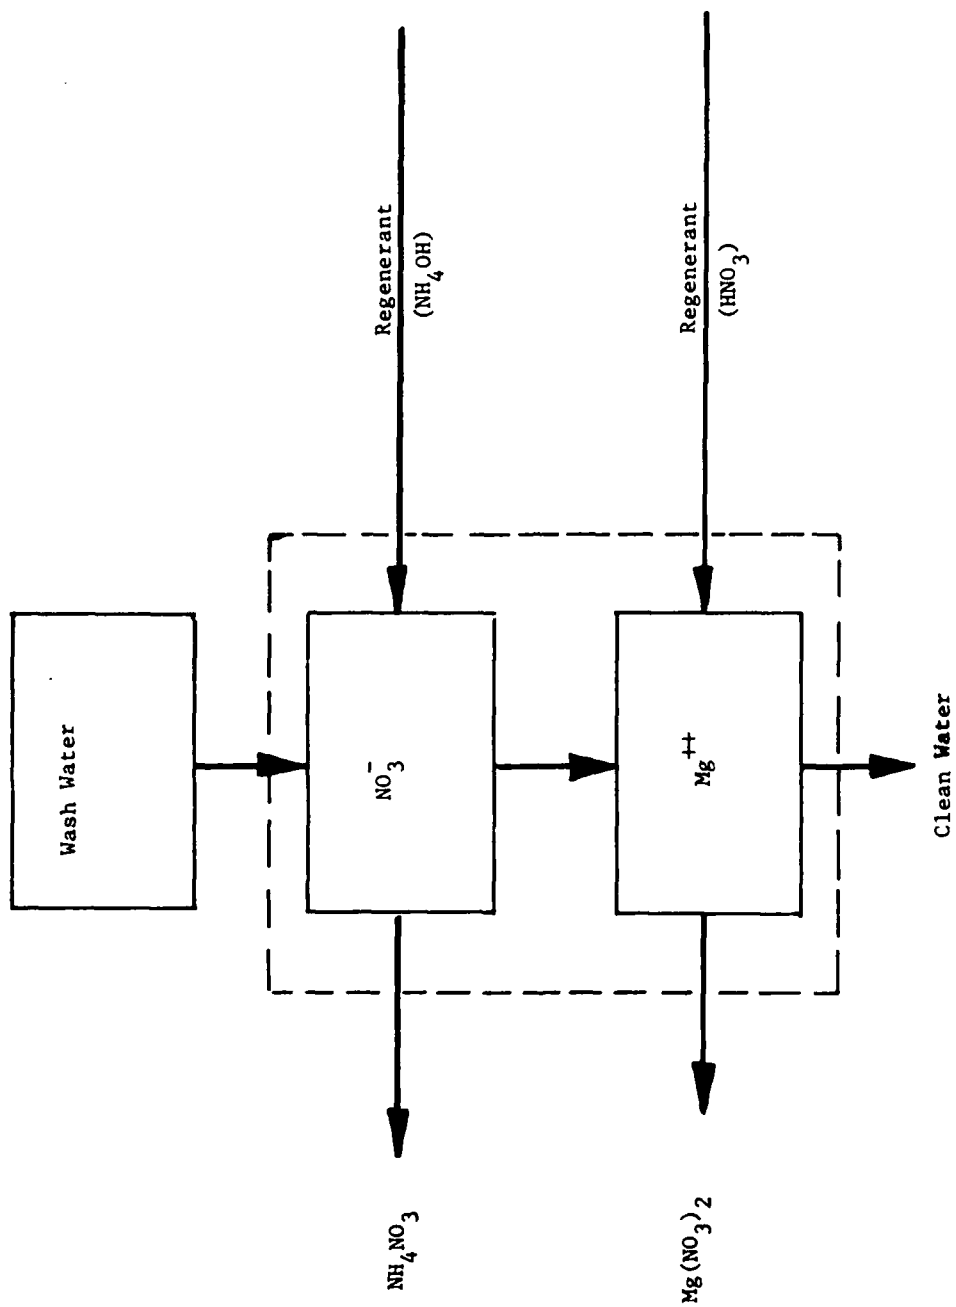 Wash Water
Regenerant
(NH4OH)
NO3-
NH4NO3
Regenerant
(HNO3)
Mg++
Mg(NO3)2
Clean Water